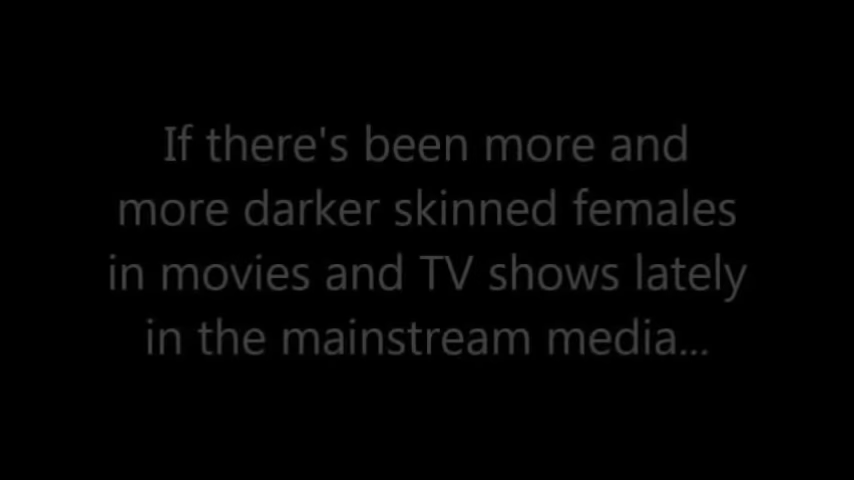 If there's been more and
more darker skinned females
in movies and TV shows lately
in the mainstream media...